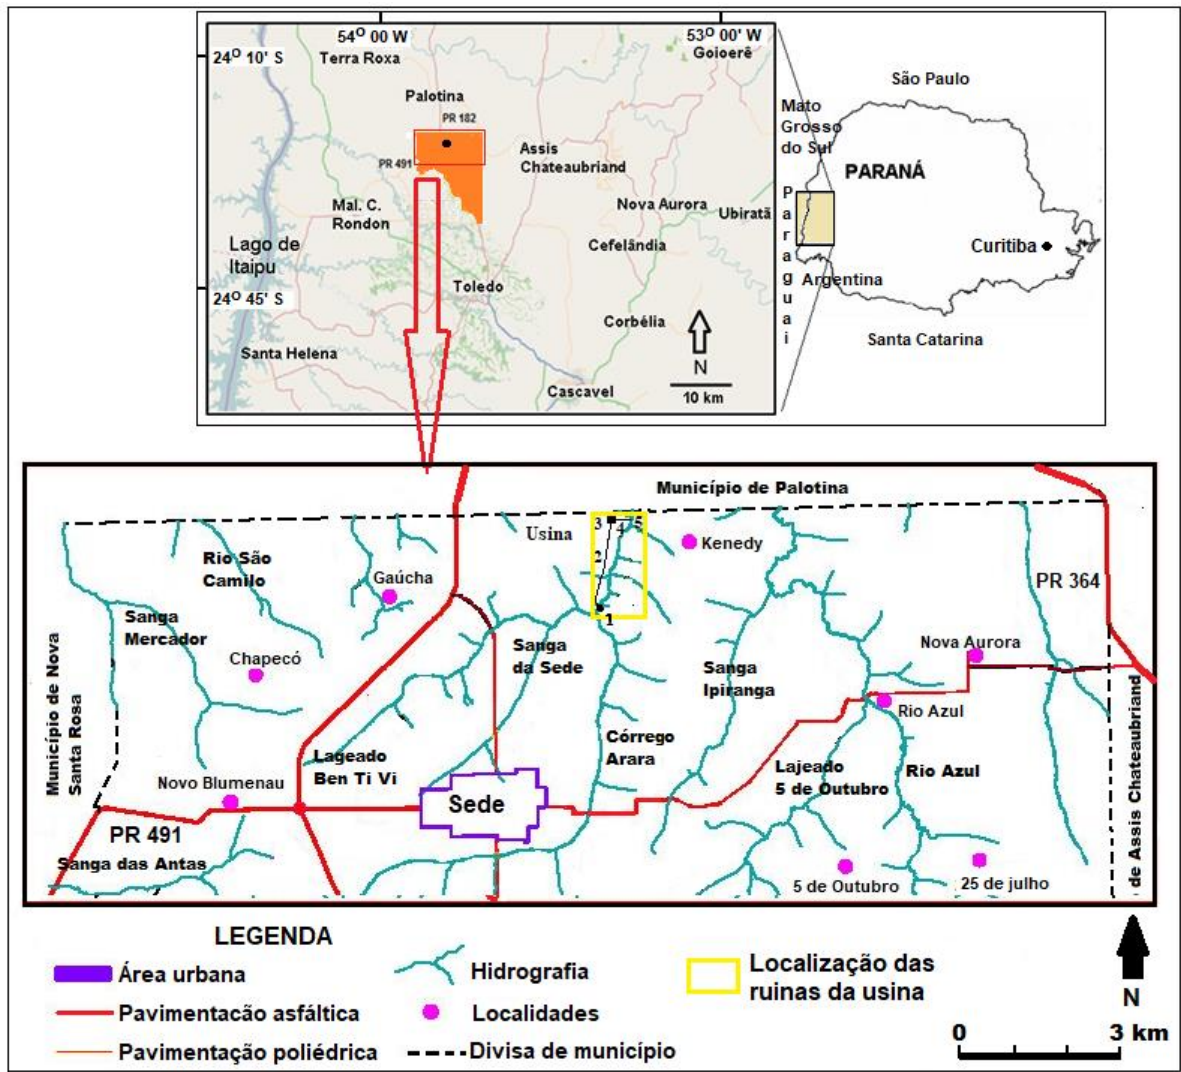 54º 00 W
53º 00' W
24º 10' S
Terra Roxa
Goioerê
São Paulo
Palotina
PR 182
Mato
Grosso
do Sul
PR 491
Assis
Chateaubriand
PARANÁ
Mal. C.
Rondon
Nova Aurora
Ubiratã
Paraguai
Lago de
Itaipu
Cefelândia
Curitiba
Argentina
24º 45' S
Toledo
Corbélia
Santa Catarina
Santa Helena
N
Cascavel
10 km
Município de Palotina
Usina
3
4
5
Kenedy
Rio São
Camilo
2
Gaúcha
PR 364
1
Sanga
Mercador
Sanga
da Sede
Nova Aurora
Chapecó
Sanga
Ipiranga
Município de Nova
Santa Rosa
Rio Azul
Córrego
Arara
Lageado
Ben Ti Vi
Lajeado
5 de Outubro
Rio Azul
Novo Blumenau
Sede
de Assis Chateaubriand
PR 491
Sanga das Antas
5 de Outubro
25 de julho
LEGENDA
Área urbana
Hidrografia
Localização das
ruinas da usina
Pavimentacão asfáltica
Localidades
N
Pavimentação poliédrica
Divisa de município
0
3 km